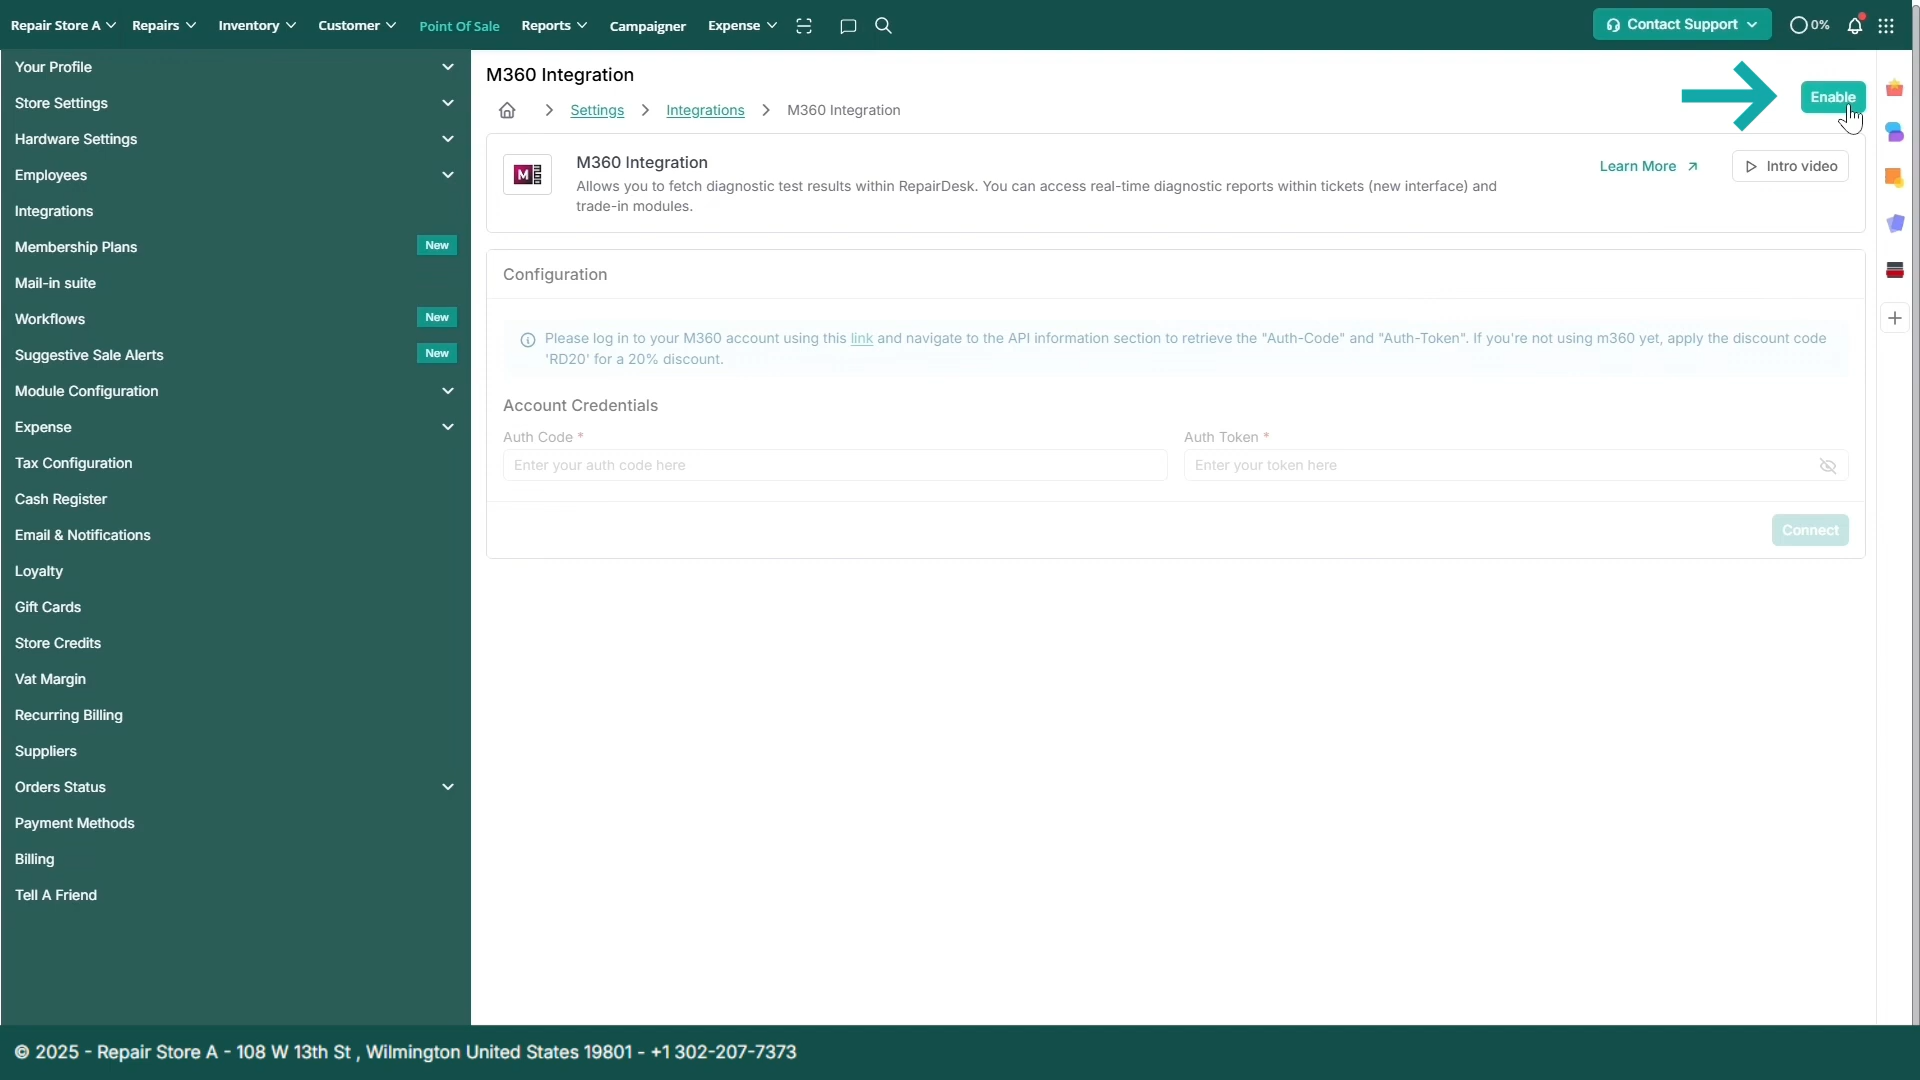 Repair Store A
Repairs
Inventory
Customer
Point Of Sale
Reports
Campaigner
Expense
Contact Support
0%
Your Profile
Store Settings
Hardware Settings
Employees
Integrations
Membership Plans New
Mail-in suite
Workflows New
Suggestive Sale Alerts New
Module Configuration
Expense
Tax Configuration
Cash Register
Email & Notifications
Loyalty
Gift Cards
Store Credits
Vat Margin
Recurring Billing
Suppliers
Orders Status
Payment Methods
Billing
Tell A Friend
M360 Integration
Settings > Integrations > M360 Integration
Enable
M360
M360 Integration
Allows you to fetch diagnostic test results within RepairDesk. You can access real-time diagnostic reports within tickets (new interface) and
trade-in modules.
Learn More
Intro video
Configuration
Please log in to your M360 account using this link and navigate to the API information section to retrieve the "Auth-Code" and "Auth-Token". If you're not using m360 yet, apply the discount code
'RD20' for a 20% discount.
Account Credentials
Auth Code *
Enter your auth code here
Auth Token *
Enter your token here
Connect
© 2025 - Repair Store A - 108 W 13th St , Wilmington United States 19801 - +1 302-207-7373